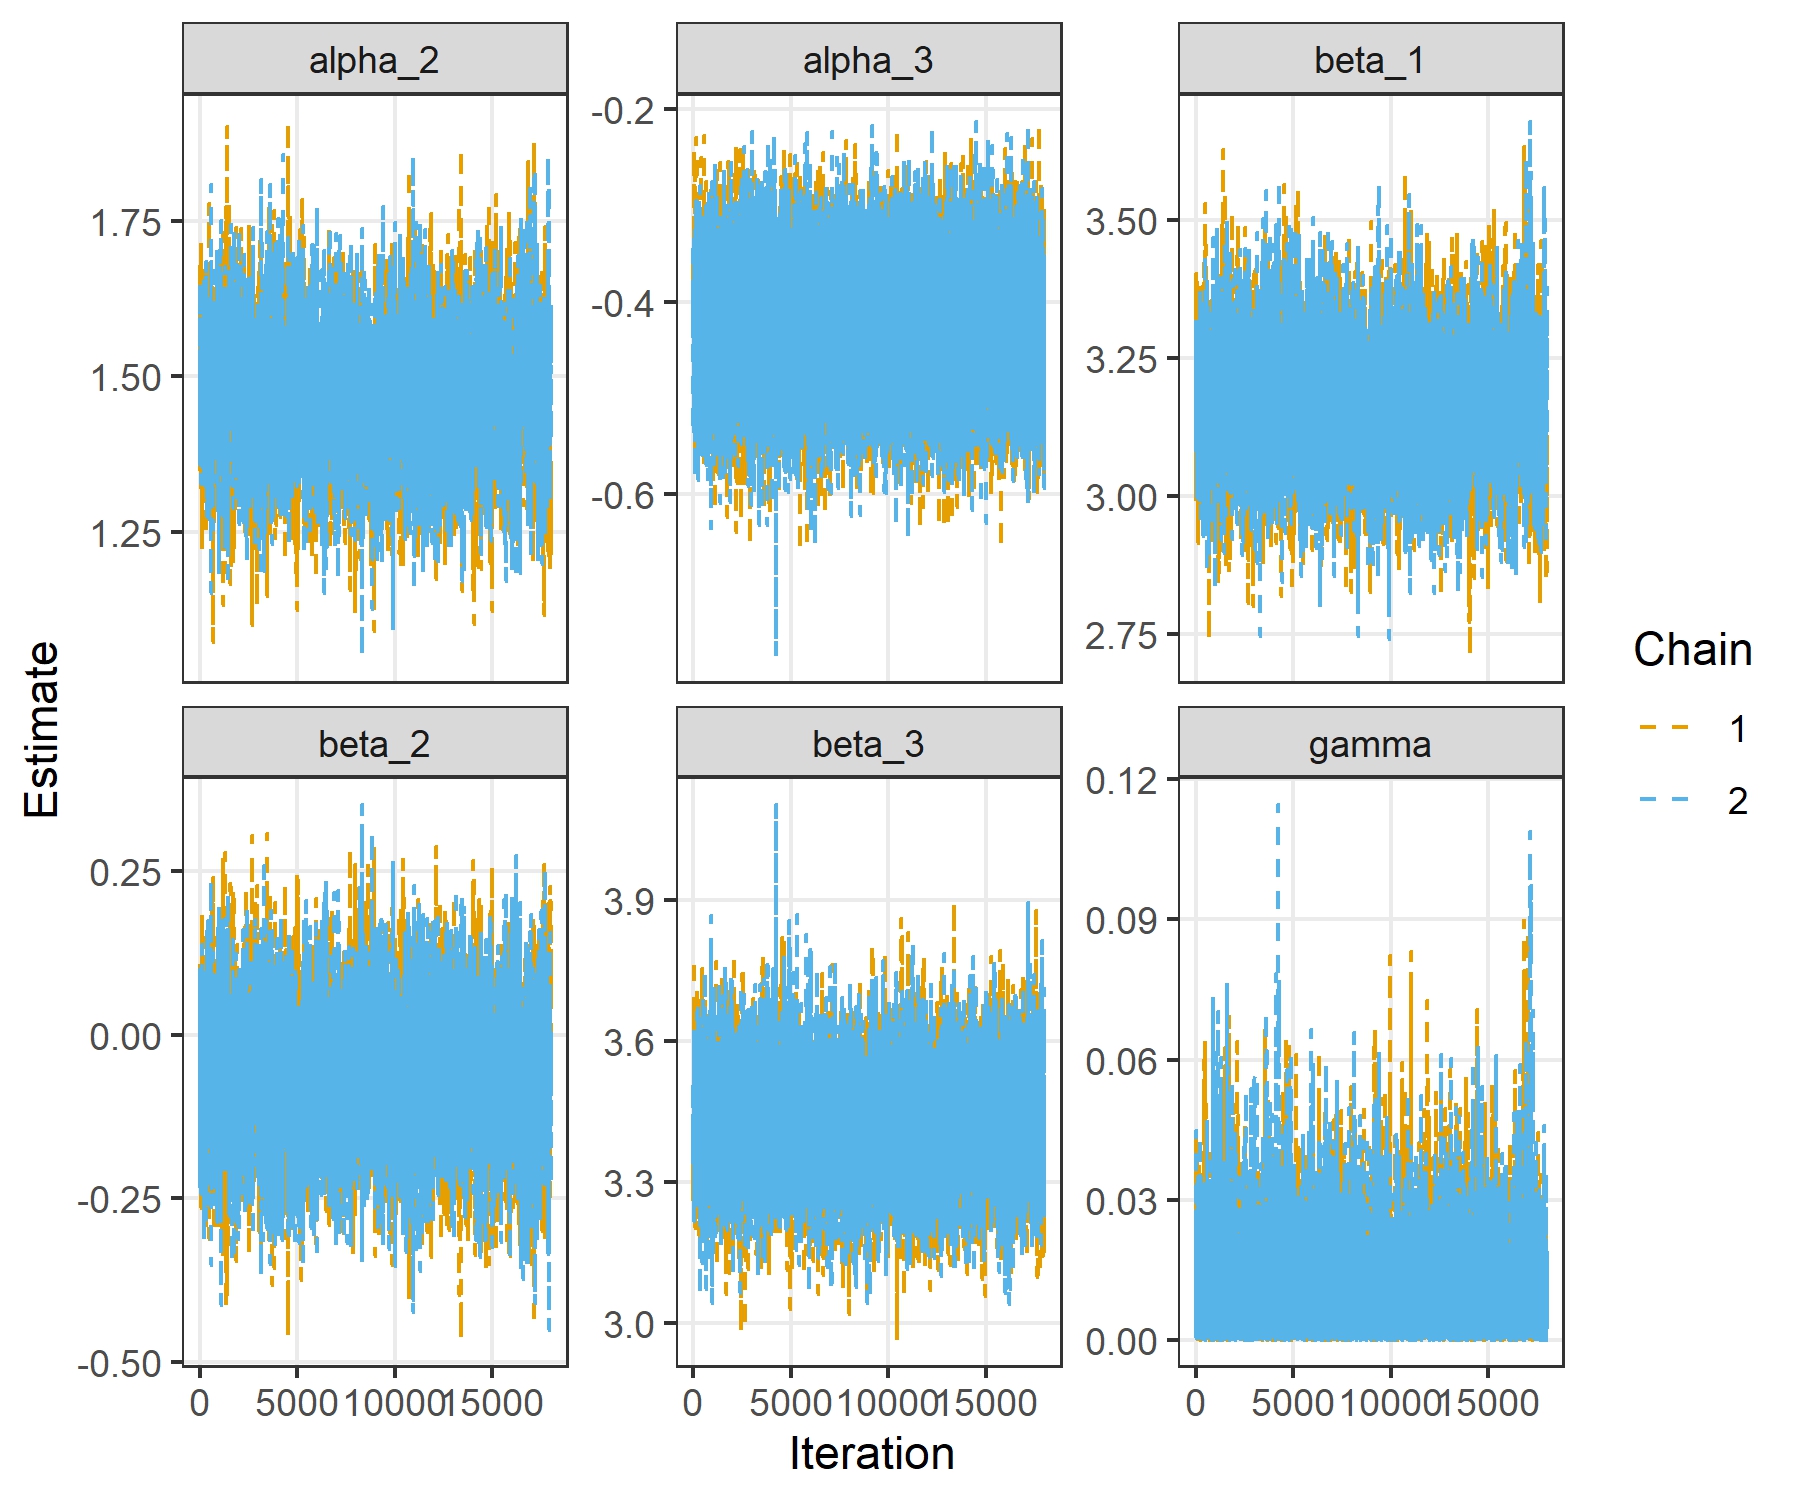 alpha_2
alpha_3
beta_1
1.75
1.50
1.25
-0.2
-0.4
-0.6
3.50
3.25
3.00
2.75
Estimate
beta_2
beta_3
gamma
0.25
0.00
-0.25
-0.50
3.9
3.6
3.3
3.0
0.12
0.09
0.06
0.03
0.00
0 5000 10000 15000
0 5000 10000 15000
0 5000 10000 15000
Iteration
Chain
1
2